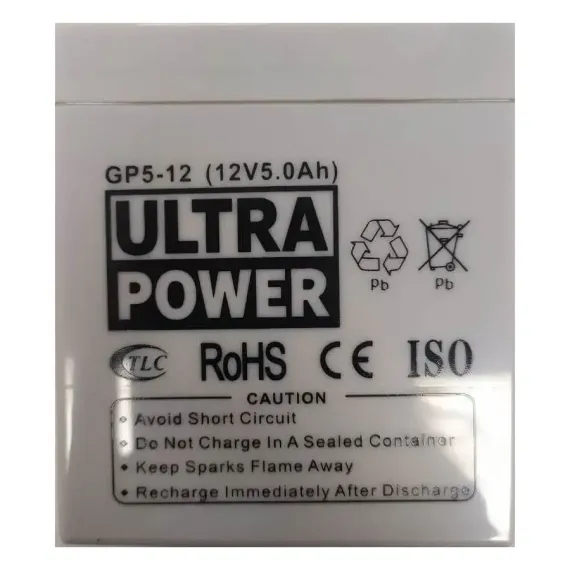 GP5-12 (12V5.0Ah)
ULTRA
POWER
Pb Pb
TLC RoHS CE ISO
CAUTION
• Avoid Short Circuit
• Do Not Charge In A Sealed Container
• Keep Sparks Flame Away
• Recharge Immediately After Discharge